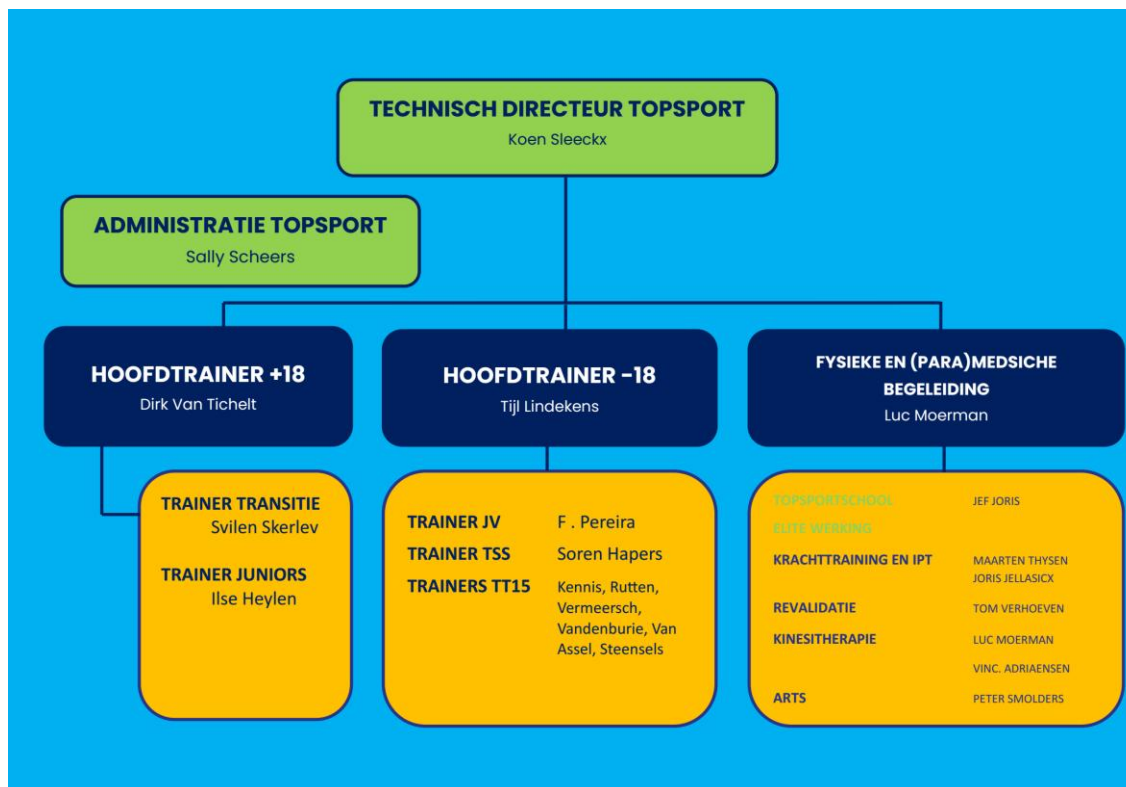 TECHNISCH DIRECTEUR TOPSPORT
Koen Sleeckx
ADMINISTRATIE TOPSPORT
Sally Scheers
HOOFDTRAINER +18
Dirk Van Tichelt
HOOFDTRAINER -18
Tijl Lindekens
FYSIEKE EN (PARA)MEDSICHE
BEGELEIDING
Luc Moerman
TRAINER TRANSITIE
Svilen Skerlev
TRAINER JUNIORS
Ilse Heylen
TRAINER JV F . Pereira
TRAINER TSS Soren Hapers
TRAINERS TT15 Kennis, Rutten,
Vermeersch,
Vandenburie, Van
Assel, Steensels
TOPSPORTSCHOOL JEF JORIS
ELITE WERKING
KRACHTTRAINING EN IPT MAARTEN THYSEN
JORIS JELLASICX
REVALIDATIE TOM VERHOEVEN
KINESITHERAPIE LUC MOERMAN
VINC. ADRIAENSEN
ARTS PETER SMOLDERS